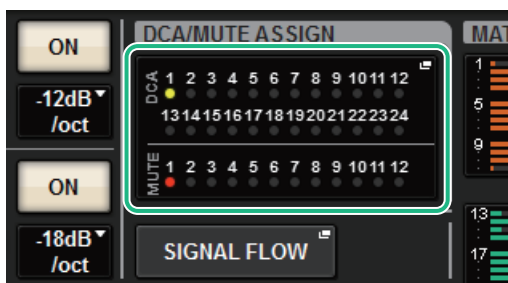 ON
-12dB
/oct
ON
-18dB
/oct
DCA/MUTE ASSIGN
DCA
1 2 3 4 5 6 7 8 9 10 11 12
13 14 15 16 17 18 19 20 21 22 23 24
MUTE
1 2 3 4 5 6 7 8 9 10 11 12
SIGNAL FLOW
MAT
1
5
9
13
17